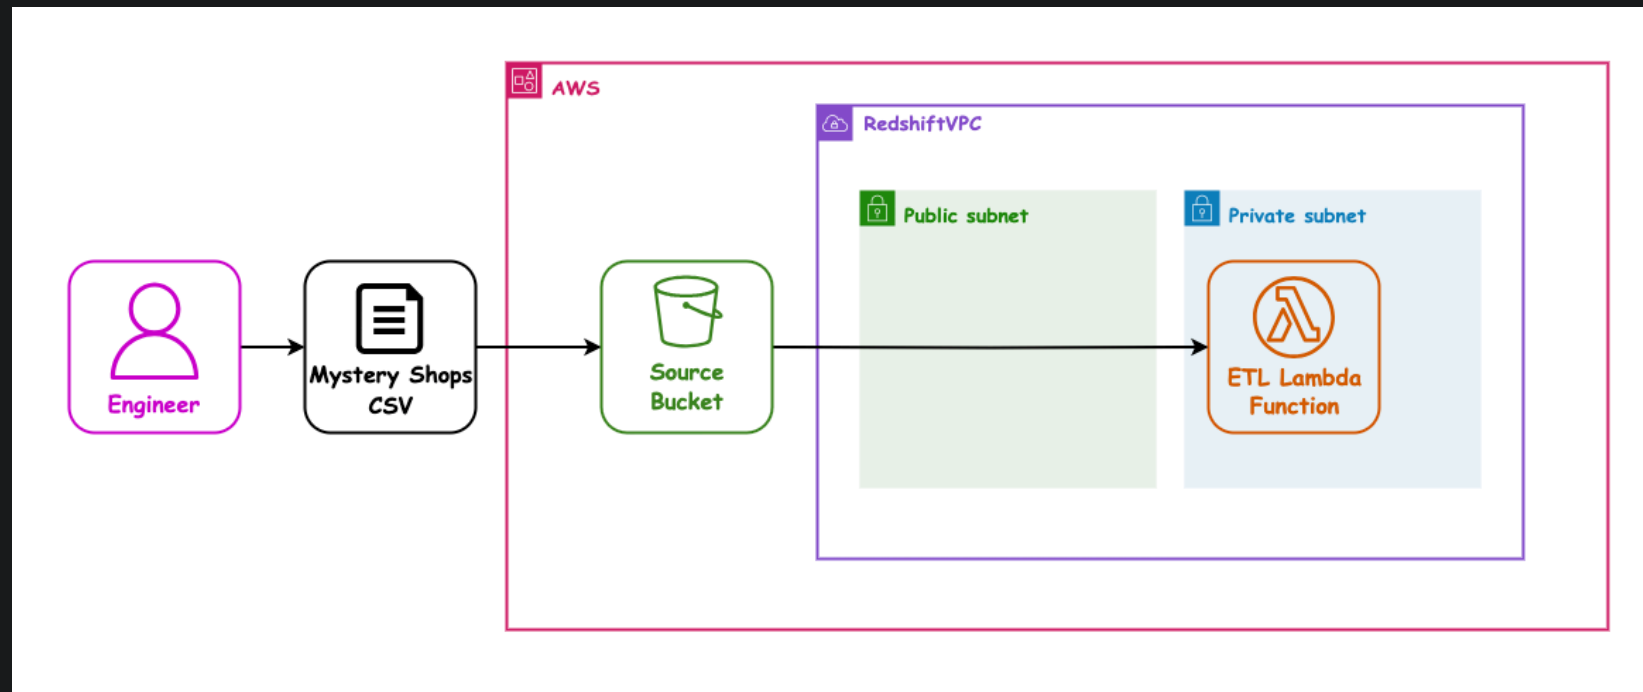 AWS
RedshiftVPC
Public subnet
Private subnet
Engineer
Mystery Shops
CSV
Source
Bucket
ETL Lambda
Function